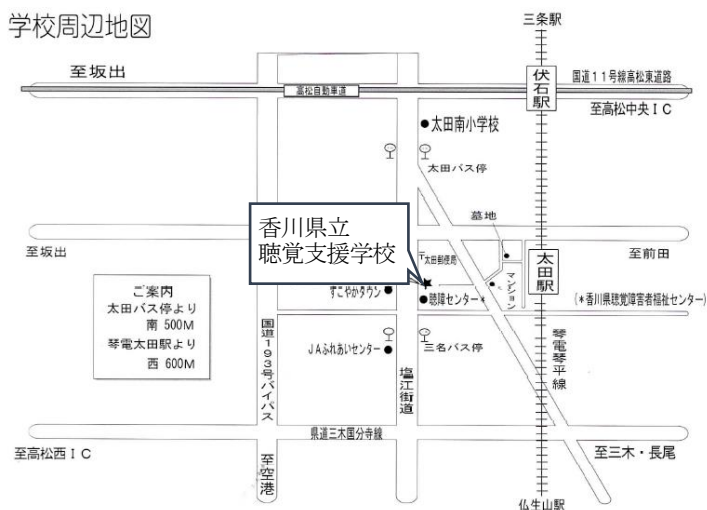 学校周辺地図
三条駅
至坂出
伏石駅
国道11号線高松東道路
高松自動車道
至高松中央IC
太田南小学校
太田バス停
香川県立
聴覚支援学校
墓地
至坂出
〒太田郵便局
太田駅
至前田
マンション
ご案内
太田バス停より
南 500M
琴電太田駅より
西 600M
すこやかタウン
聴障センター*
(*香川県聴覚障害者福祉センター)
国道193号バイパス
JAふれあいセンター
三名バス停
塩江街道
琴電琴平線
県道三木国分寺線
至高松西IC
至空港
至三木・長尾
仏生山駅